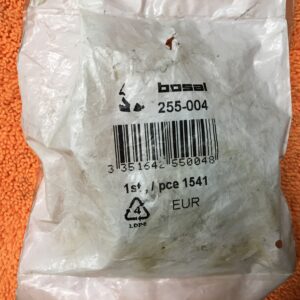 bosal
255-004
3 351642 550048
1st. / pce 1541
4
EUR
LDPE